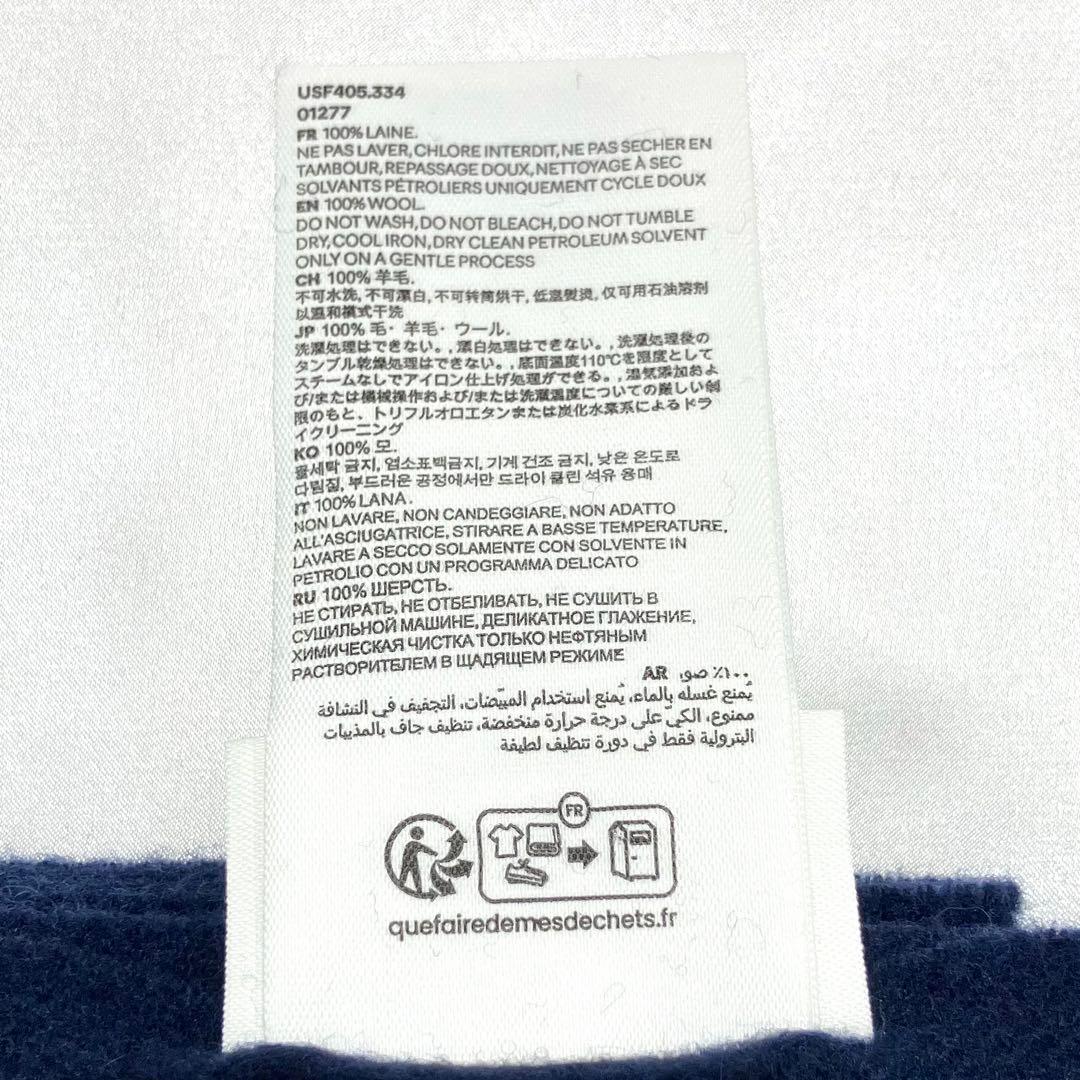 USF405.334
01277
FR 100% LAINE.
NE PAS LAVER, CHLORE INTERDIT, NE PAS SECHER EN
TAMBOUR, REPASSAGE DOUX, NETTOYAGE À SEC
SOLVANTS PÉTROLIERS UNIQUEMENT CYCLE DOUX
EN 100% WOOL.
DO NOT WASH, DO NOT BLEACH, DO NOT TUMBLE
DRY, COOL IRON, DRY CLEAN PETROLEUM SOLVENT
ONLY ON A GENTLE PROCESS
CH 100% 羊毛.
不可水洗, 不可漂白, 不可转筒烘干, 低温熨烫, 仅可用石油溶剂
以温和模式干洗
JP 100% 毛・羊毛・ウール.
洗濯処理はできない。, 漂白処理はできない。, 洗濯処理後の
タンブル乾燥処理はできない。, 底面温度110℃を限度として
スチームなしでアイロン仕上げ処理ができる。, 湿気添加およ
び/または機械操作および/または洗濯温度についての厳しい制
限のもと、トリフルオロエタンまたは炭化水素系によるドラ
イクリーニング
KO 100% 모.
물세탁 금지, 염소표백금지, 기계 건조 금지, 낮은 온도로
다림질, 부드러운 공정에서만 드라이 클린 석유 용매
IT 100% LANA.
NON LAVARE, NON CANDEGGIARE, NON ADATTO
ALL'ASCIUGATRICE, STIRARE A BASSE TEMPERATURE,
LAVARE A SECCO SOLAMENTE CON SOLVENTE IN
PETROLIO CON UN PROGRAMMA DELICATO
RU 100% ШЕРСТЬ.
НЕ СТИРАТЬ, НЕ ОТБЕЛИВАТЬ, НЕ СУШИТЬ В
СУШИЛЬНОЙ МАШИНЕ, ДЕЛИКАТНОЕ ГЛАЖЕНИЕ,
ХИМИЧЕСКАЯ ЧИСТКА ТОЛЬКО НЕФТЯНЫМ
РАСТВОРИТЕЛЕМ В ЩАДЯЩЕМ РЕЖИМЕ
١٠٠٪ صو، AR
يُمنع غسله بالماء، يُمنع استخدام المبيّضات، التجفيف في النشافة
ممنوع، الكيّ على درجة حرارة منخفضة، تنظيف جاف بالمذيبات
البترولية فقط في دورة تنظيف لطيفة
FR
quefairedemesdechets.fr